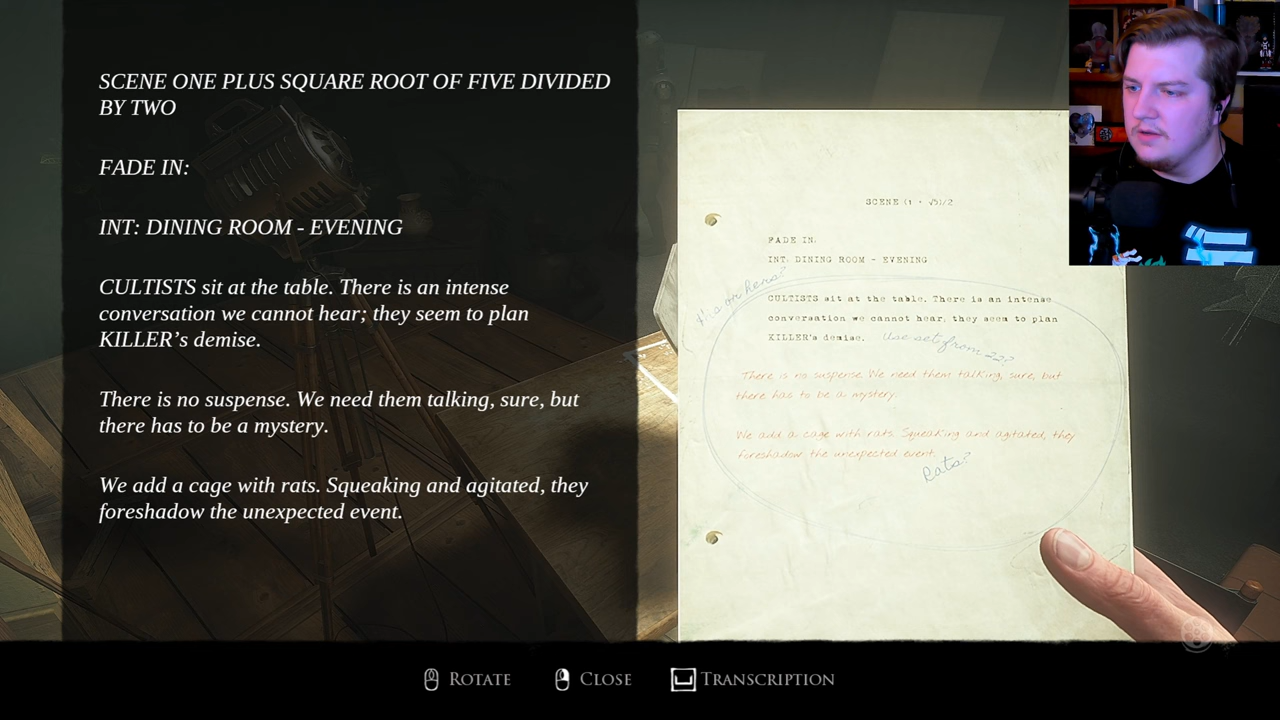 SCENE ONE PLUS SQUARE ROOT OF FIVE DIVIDED
BY TWO
FADE IN:
INT: DINING ROOM - EVENING
CULTISTS sit at the table. There is an intense
conversation we cannot hear; they seem to plan
KILLER’s demise.
There is no suspense. We need them talking, sure, but
there has to be a mystery.
We add a cage with rats. Squeaking and agitated, they
foreshadow the unexpected event.
SCENE (1 + √5)/2
FADE IN:
INT. DINING ROOM - EVENING
CULTISTS sit at the table. There is an intense
conversation we cannot hear, they seem to plan
KILLER's demise.
Use sets from 22?
There is no suspense. We need them talking, sure, but
there has to be a mystery.
We add a cage with rats. Squeaking and agitated, they
foreshadow the unexpected event.
Rats?
ROTATE
CLOSE
TRANSCRIPTION